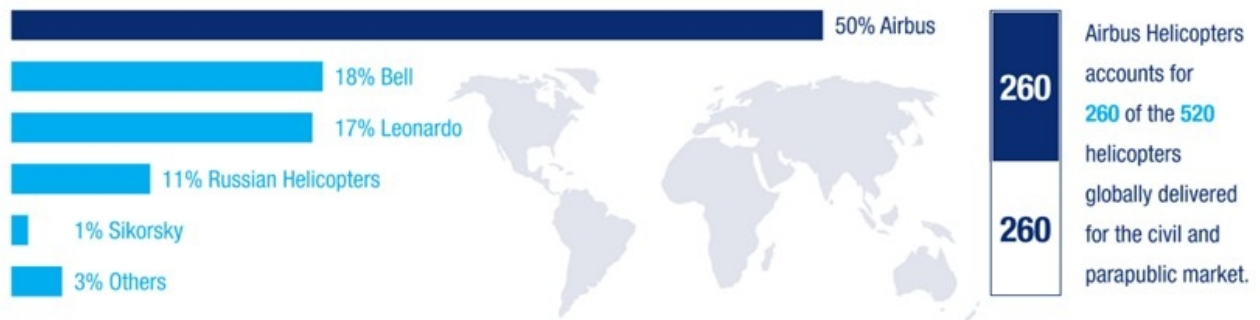 50% Airbus
18% Bell
17% Leonardo
11% Russian Helicopters
1% Sikorsky
3% Others
260
260
Airbus Helicopters
accounts for
260 of the 520
helicopters
globally delivered
for the civil and
parapublic market.